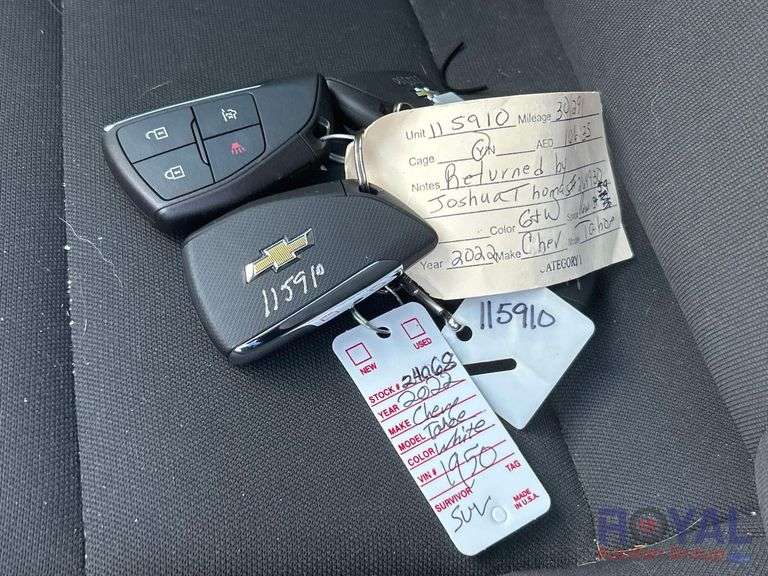 Unit 115910 Mileage
Cage Y/N AED
Notes Returned by
Joshua Thomas
Color G+W
Year 2022 Make Chev Tahoe
CATEGORY 1
115910
115910
NEW USED
STOCK # 24068
YEAR 2022
MAKE Chevy
MODEL Tahoe
COLOR White
VIN # 1950
SURVIVOR TAG
SUV
MADE IN U.S.A.
ROYAL